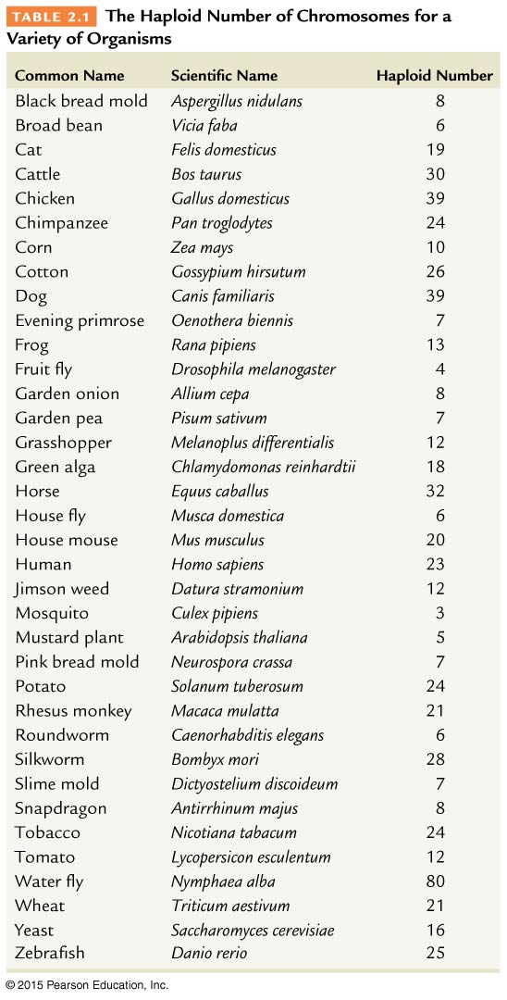 TABLE 2.1 The Haploid Number of Chromosomes for a
Variety of Organisms
Common Name Scientific Name Haploid Number
Black bread mold Aspergillus nidulans 8
Broad bean Vicia faba 6
Cat Felis domesticus 19
Cattle Bos taurus 30
Chicken Gallus domesticus 39
Chimpanzee Pan troglodytes 24
Corn Zea mays 10
Cotton Gossypium hirsutum 26
Dog Canis familiaris 39
Evening primrose Oenothera biennis 7
Frog Rana pipiens 13
Fruit fly Drosophila melanogaster 4
Garden onion Allium cepa 8
Garden pea Pisum sativum 7
Grasshopper Melanoplus differentialis 12
Green alga Chlamydomonas reinhardtii 18
Horse Equus caballus 32
House fly Musca domestica 6
House mouse Mus musculus 20
Human Homo sapiens 23
Jimson weed Datura stramonium 12
Mosquito Culex pipiens 3
Mustard plant Arabidopsis thaliana 5
Pink bread mold Neurospora crassa 7
Potato Solanum tuberosum 24
Rhesus monkey Macaca mulatta 21
Roundworm Caenorhabditis elegans 6
Silkworm Bombyx mori 28
Slime mold Dictyostelium discoideum 7
Snapdragon Antirrhinum majus 8
Tobacco Nicotiana tabacum 24
Tomato Lycopersicon esculentum 12
Water fly Nymphaea alba 80
Wheat Triticum aestivum 21
Yeast Saccharomyces cerevisiae 16
Zebrafish Danio rerio 25
© 2015 Pearson Education, Inc.